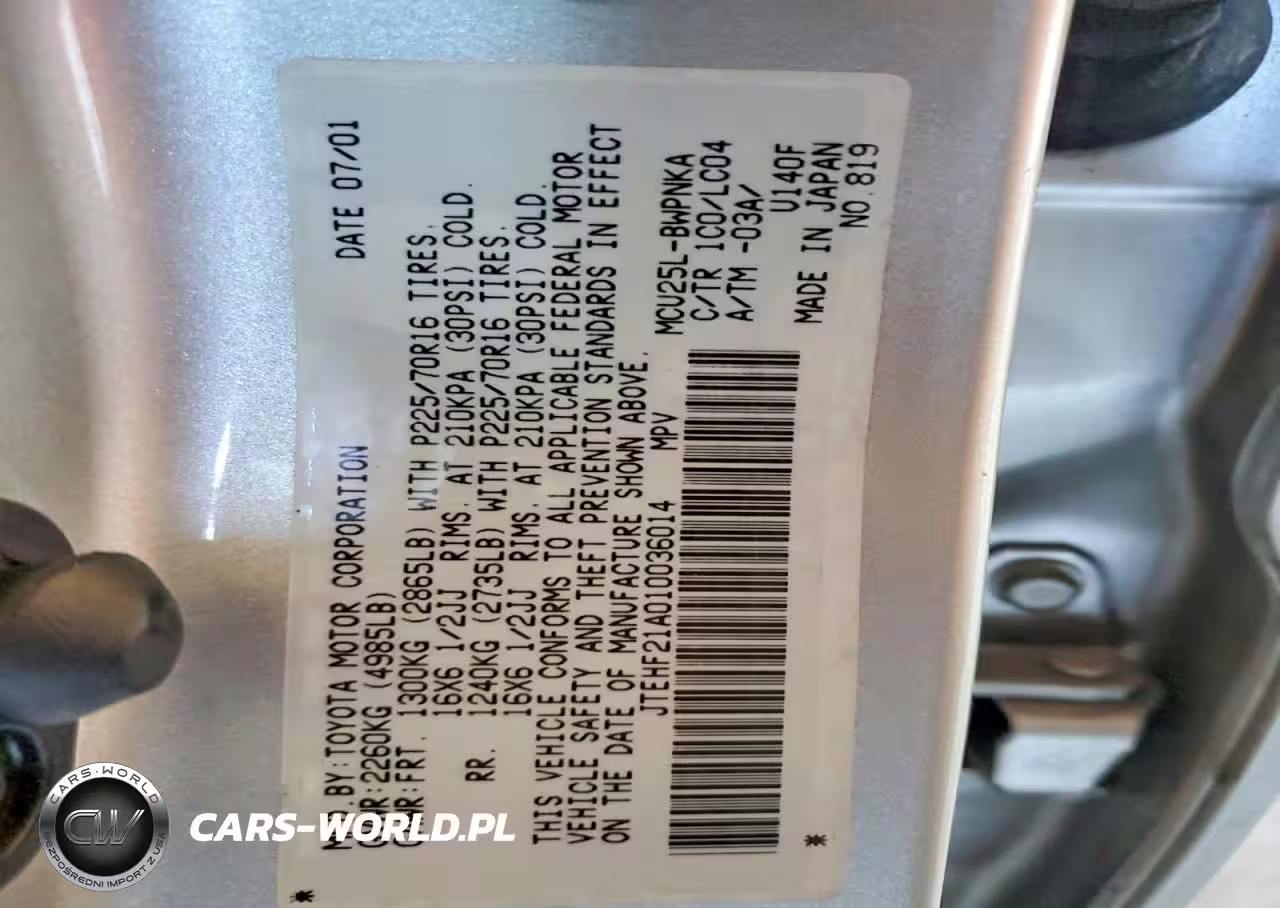 MFD.BY:TOYOTA MOTOR CORPORATION DATE 07/01
GVWR:2260KG (4985LB)
GAWR:FRT. 1300KG (2865LB) WITH P225/70R16 TIRES.
16X6 1/2JJ RIMS. AT 210KPA (30PSI) COLD.
RR. 1240KG (2735LB) WITH P225/70R16 TIRES.
16X6 1/2JJ RIMS. AT 210KPA (30PSI) COLD.
THIS VEHICLE CONFORMS TO ALL APPLICABLE FEDERAL MOTOR
VEHICLE SAFETY AND THEFT PREVENTION STANDARDS IN EFFECT
ON THE DATE OF MANUFACTURE SHOWN ABOVE.
JTEHF21A010036014 MPV
MCU25L-BWPNKA
C/TR 1C0/LC04
A/TM -03A/
U140F
MADE IN JAPAN
NO.819
CARS-WORLD
CW
BEZPOŚREDNI IMPORT Z USA
CARS-WORLD.PL